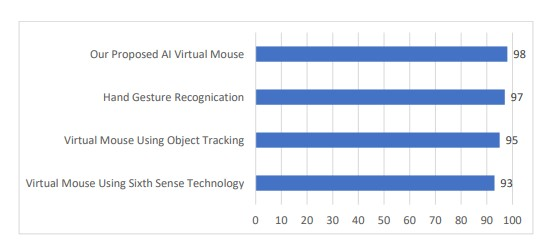 Our Proposed AI Virtual Mouse 98
Hand Gesture Recognication 97
Virtual Mouse Using Object Tracking 95
Virtual Mouse Using Sixth Sense Technology 93
0 10 20 30 40 50 60 70 80 90 100